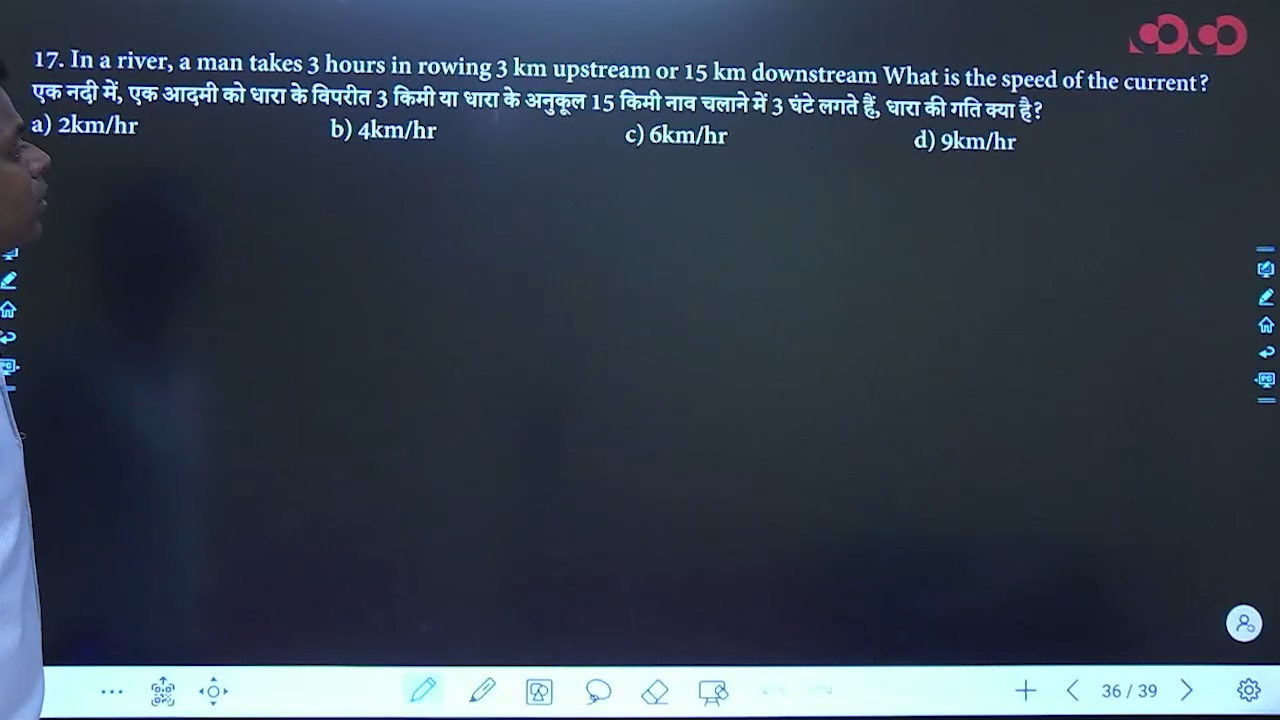 17. In a river, a man takes 3 hours in rowing 3 km upstream or 15 km downstream What is the speed of the current?
एक नदी में, एक आदमी को धारा के विपरीत 3 किमी या धारा के अनुकूल 15 किमी नाव चलाने में 3 घंटे लगते हैं, धारा की गति क्या है?
a) 2km/hr b) 4km/hr c) 6km/hr d) 9km/hr
PC
PC
36 / 39